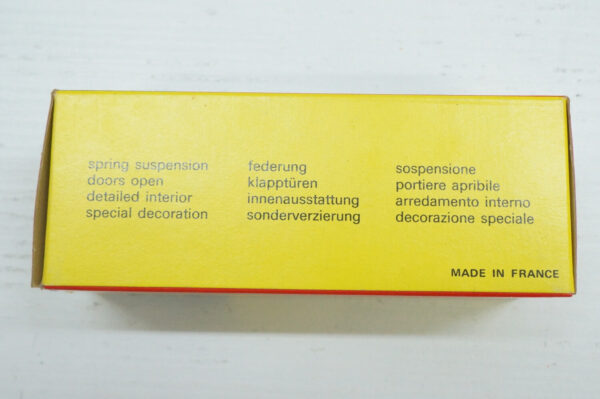 spring suspension
doors open
detailed interior
special decoration
federung
klapptüren
innenausstattung
sonderverzierung
sospensione
portiere apribile
arredamento interno
decorazione speciale
MADE IN FRANCE